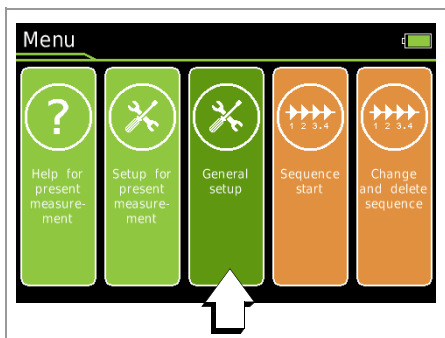 Menu
?
1 2 3.4
1 2 3.4
Help for
present
measure-
ment
Setup for
present
measure-
ment
General
setup
Sequence
start
Change
and delete
sequence